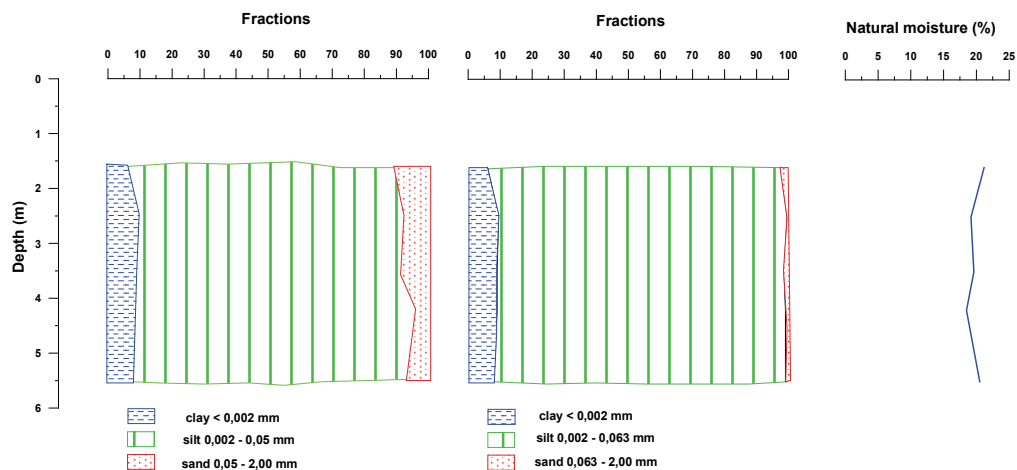 Fractions
Fractions
Natural moisture (%)
0 10 20 30 40 50 60 70 80 90 100
0 10 20 30 40 50 60 70 80 90 100
0 5 10 15 20 25
Depth (m)
0
1
2
3
4
5
6
clay < 0,002 mm
silt 0,002 - 0,05 mm
sand 0,05 - 2,00 mm
clay < 0,002 mm
silt 0,002 - 0,063 mm
sand 0,063 - 2,00 mm